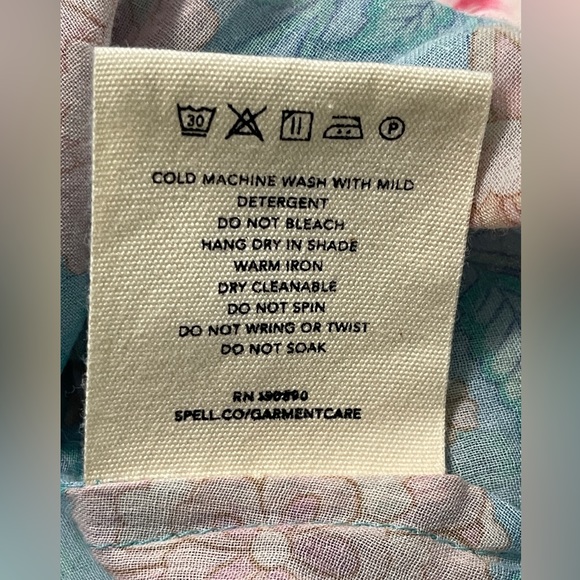 30
P
COLD MACHINE WASH WITH MILD
DETERGENT
DO NOT BLEACH
HANG DRY IN SHADE
WARM IRON
DRY CLEANABLE
DO NOT SPIN
DO NOT WRING OR TWIST
DO NOT SOAK
RN
SPELL.CO/GARMENTCARE